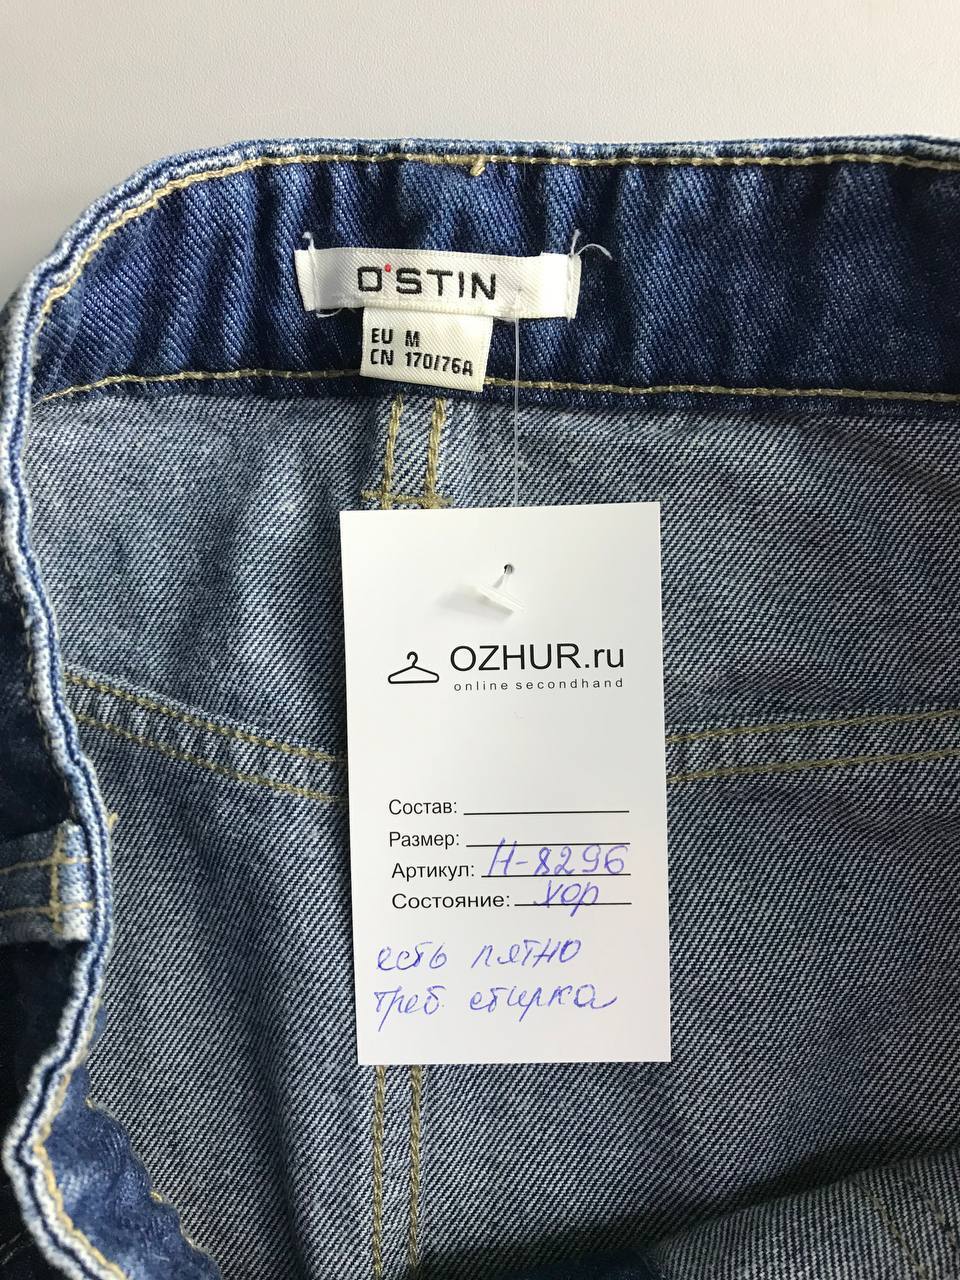 O'STIN
EU M
CN 170/76A
OZHUR.ru
online secondhand
Состав:
Размер:
Артикул: Н-8296
Состояние: хор
есть пятно
треб. стирка